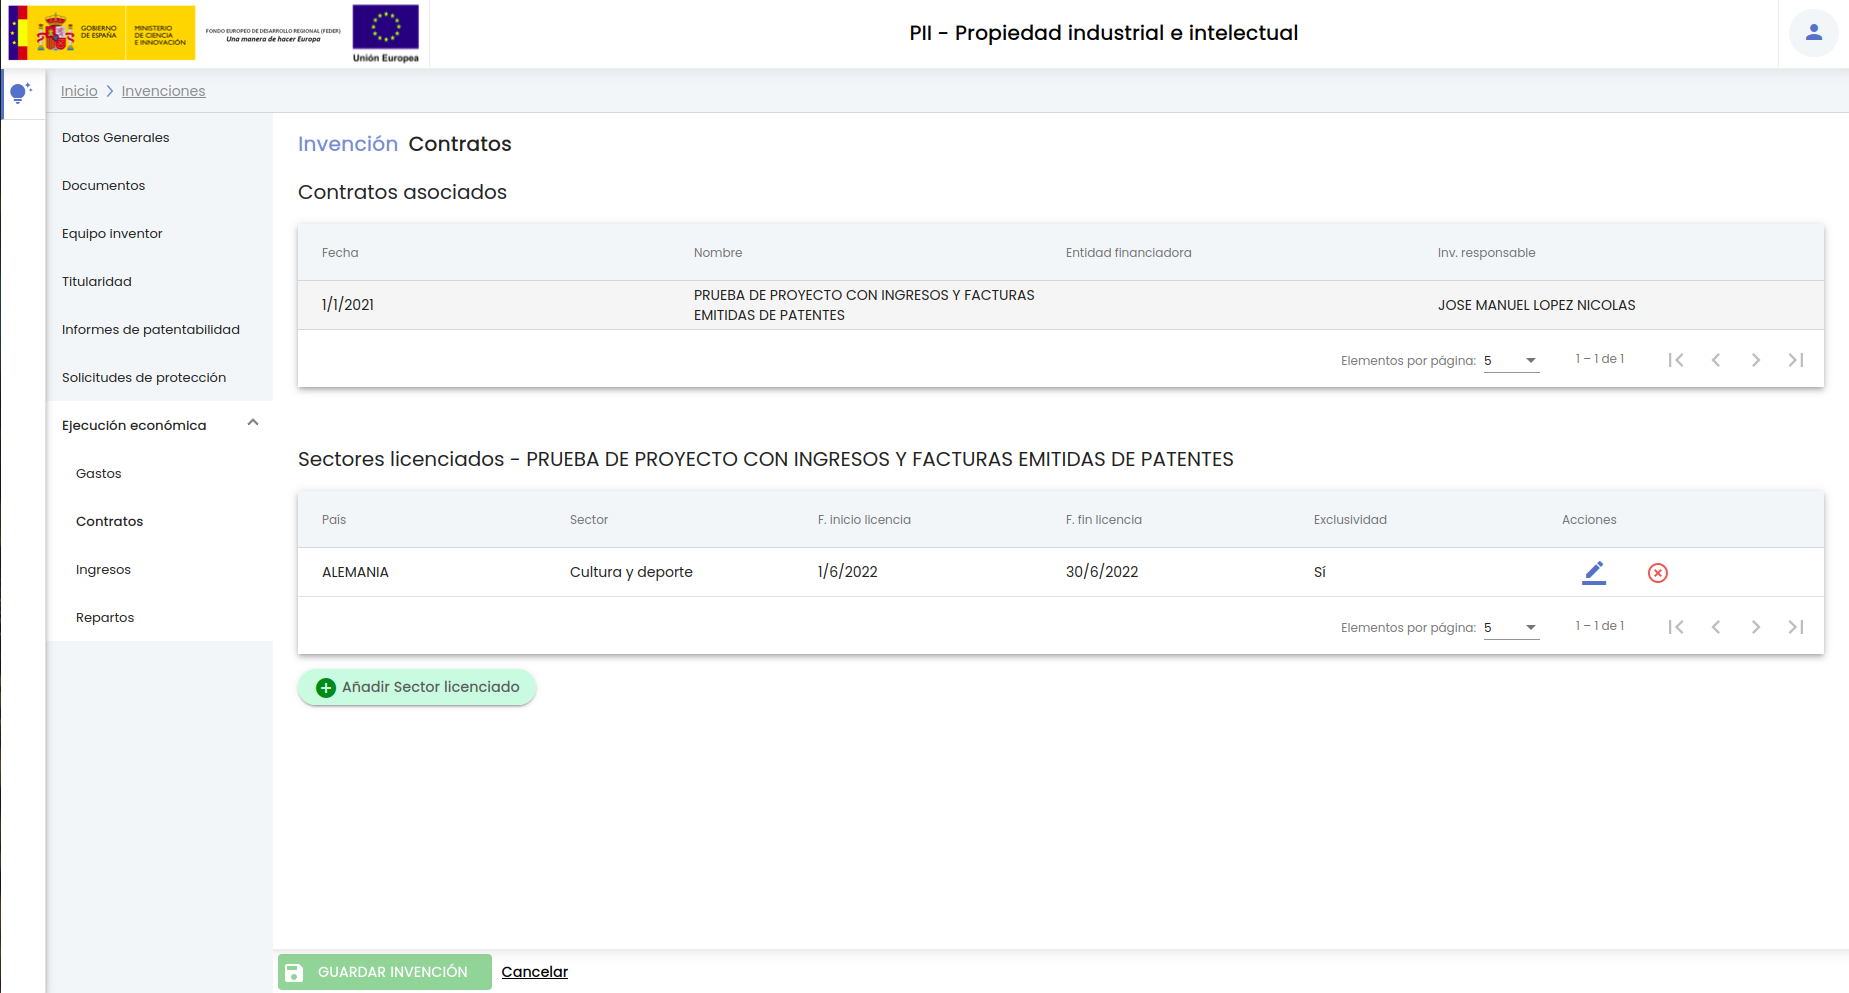 GOBIERNO
DE ESPAÑA
MINISTERIO
DE CIENCIA
E INNOVACIÓN
FONDO EUROPEO DE DESARROLLO REGIONAL (FEDER)
Una manera de hacer Europa
Unión Europea
PII - Propiedad industrial e intelectual
Inicio
Invenciones
Datos Generales
Documentos
Equipo inventor
Titularidad
Informes de patentabilidad
Solicitudes de protección
Ejecución económica
Gastos
Contratos
Ingresos
Repartos
Invención Contratos
Contratos asociados
Fecha Nombre Entidad financiadora Inv. responsable
1/1/2021 PRUEBA DE PROYECTO CON INGRESOS Y FACTURAS
EMITIDAS DE PATENTES JOSE MANUEL LOPEZ NICOLAS
Elementos por página: 5 1 – 1 de 1
Sectores licenciados - PRUEBA DE PROYECTO CON INGRESOS Y FACTURAS EMITIDAS DE PATENTES
País Sector F. inicio licencia F. fin licencia Exclusividad Acciones
ALEMANIA Cultura y deporte 1/6/2022 30/6/2022 Sí
Elementos por página: 5 1 – 1 de 1
Añadir Sector licenciado
GUARDAR INVENCIÓN Cancelar